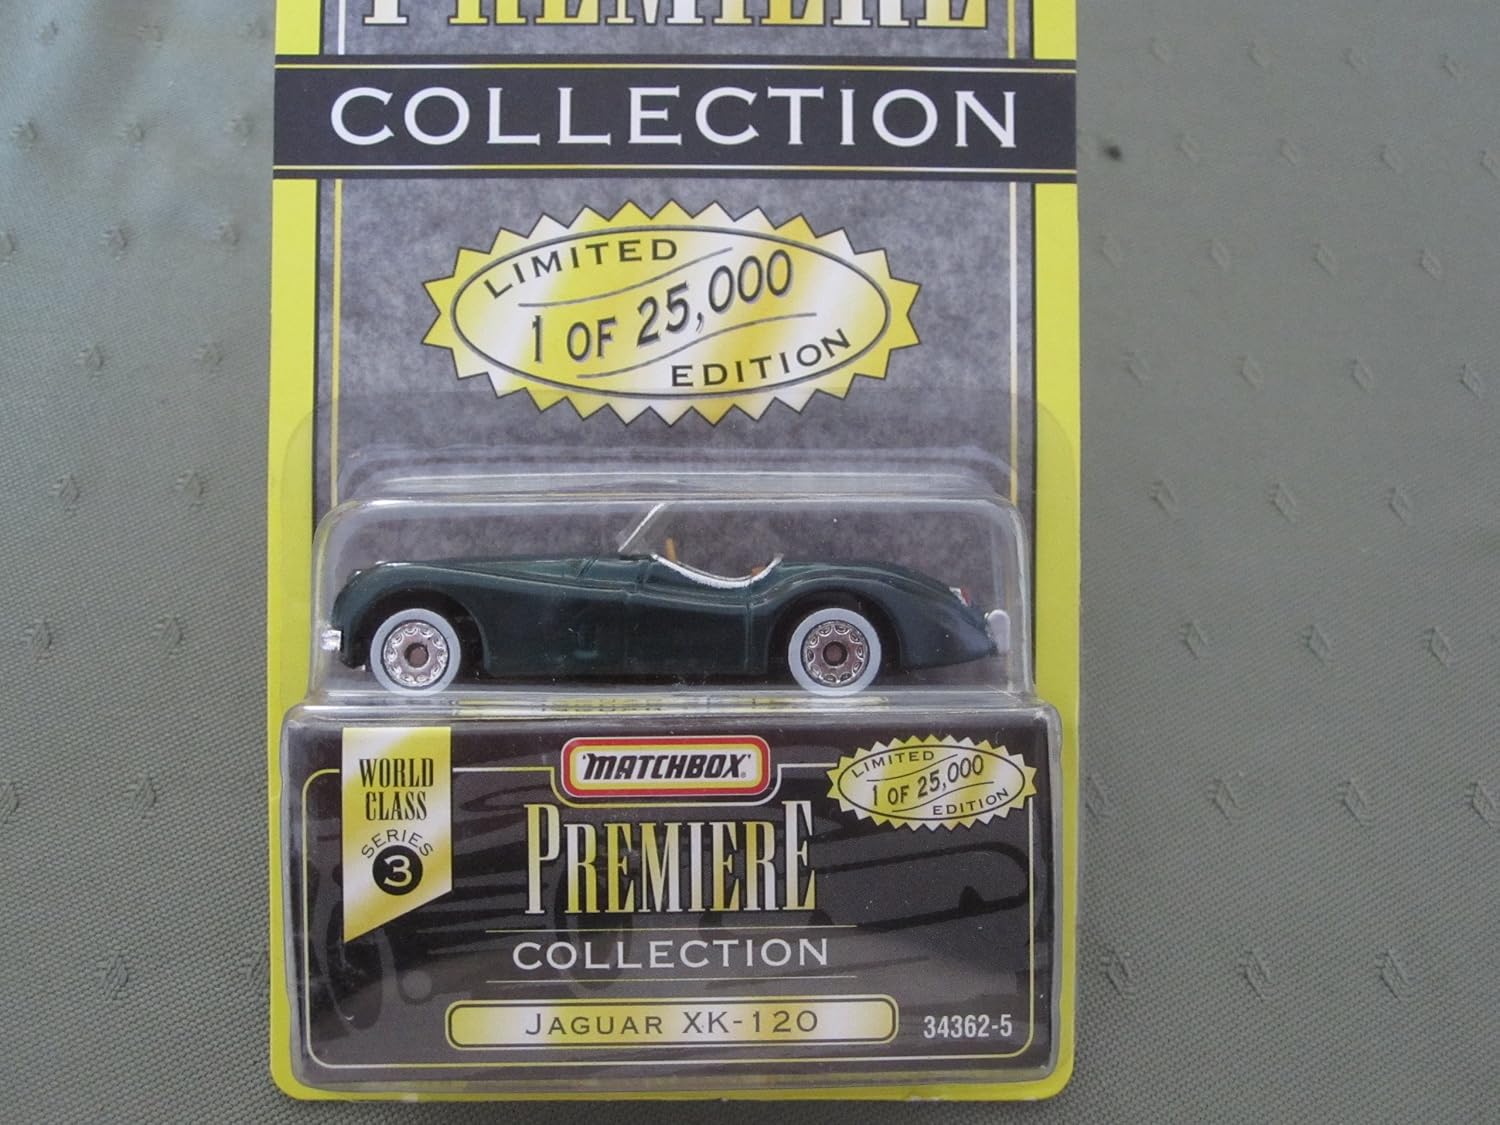 PREMIERE
COLLECTION
LIMITED
1 OF 25,000
EDITION
WORLD
CLASS
SERIES
3
MATCHBOX
PREMIERE
COLLECTION
JAGUAR XK-120
LIMITED
1 OF 25,000
EDITION
34362-5